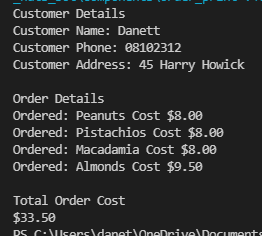 Customer Details
Customer Name: Danett
Customer Phone: 08102312
Customer Address: 45 Harry Howick
Order Details
Ordered: Peanuts Cost $8.00
Ordered: Pistachios Cost $8.00
Ordered: Macadamia Cost $8.00
Ordered: Almonds Cost $9.50
Total Order Cost
$33.50
PS C:\Users\danet\OneDrive\Documents